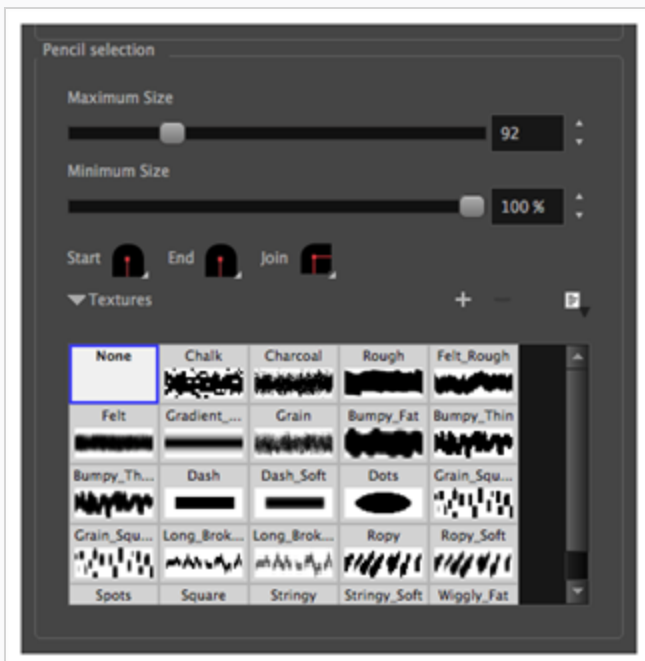 Pencil selection
Maximum Size
92
Minimum Size
100 %
Start End Join
Textures
None Chalk Charcoal Rough Felt_Rough
Felt Gradient_... Grain Bumpy_Fat Bumpy_Thin
Bumpy_Th... Dash Dash_Soft Dots Grain_Squ...
Grain_Squ... Long_Brok... Long_Brok... Ropy Ropy_Soft
Spots Square Stringy Stringy_Soft Wiggly_Fat